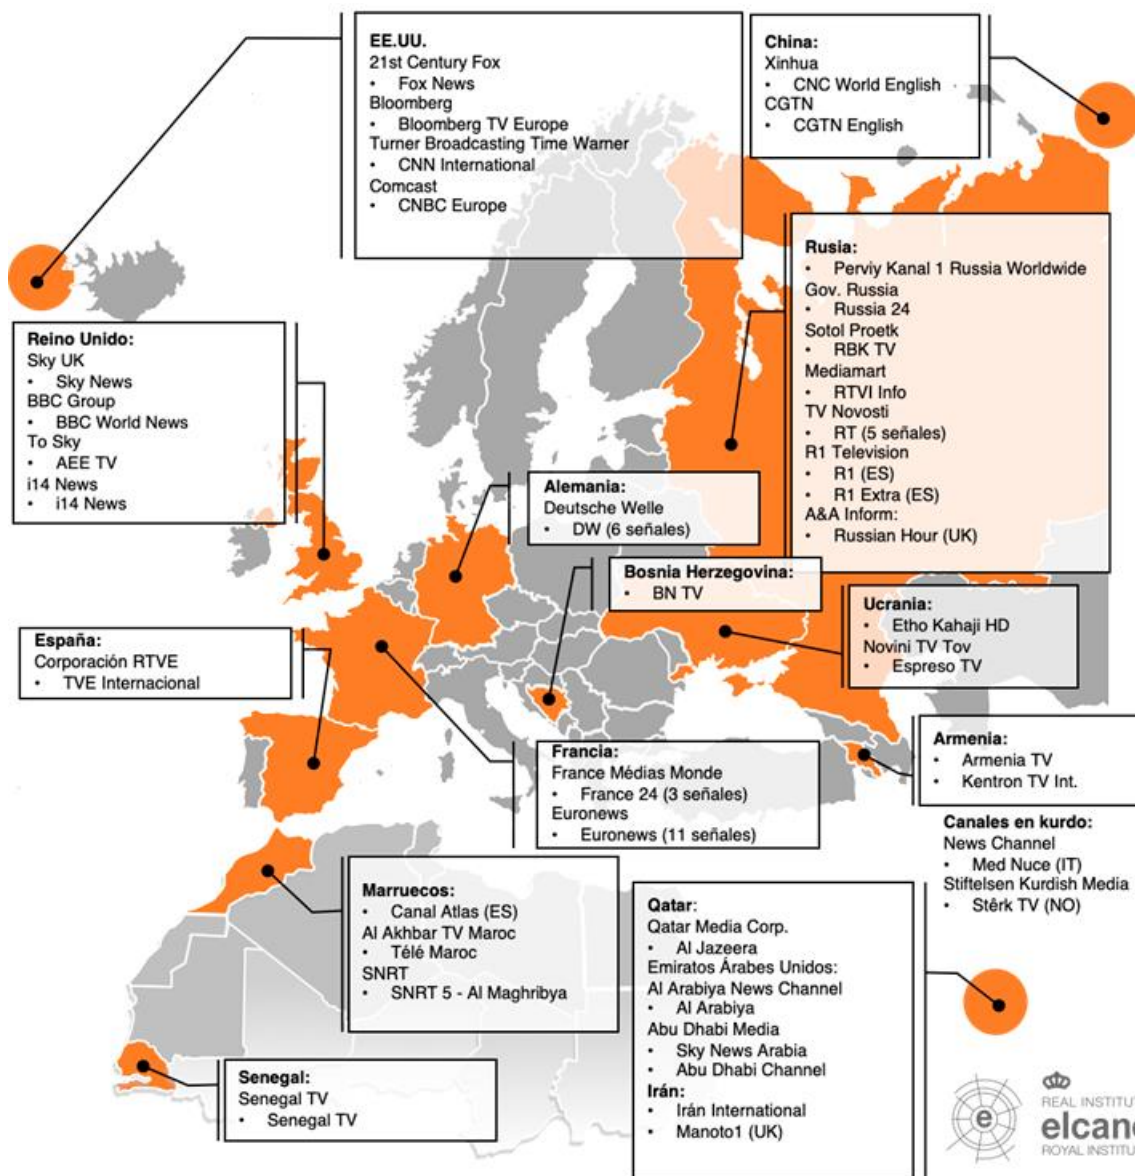 EE.UU.
21st Century Fox
• Fox News
Bloomberg
• Bloomberg TV Europe
Turner Broadcasting Time Warner
• CNN International
Comcast
• CNBC Europe
China:
Xinhua
• CNC World English
CGTN
• CGTN English
Rusia:
• Perviy Kanal 1 Russia Worldwide
Gov. Russia
• Russia 24
Sotol Proetk
• RBK TV
Mediamart
• RTVI Info
TV Novosti
• RT (5 señales)
R1 Television
• R1 (ES)
• R1 Extra (ES)
A&A Inform:
• Russian Hour (UK)
Reino Unido:
Sky UK
• Sky News
BBC Group
• BBC World News
To Sky
• AEE TV
i14 News
• i14 News
Alemania:
Deutsche Welle
• DW (6 señales)
Bosnia Herzegovina:
• BN TV
Ucrania:
• Etho Kahaji HD
Novini TV Tov
• Espreso TV
España:
Corporación RTVE
• TVE Internacional
Francia:
France Médias Monde
• France 24 (3 señales)
Euronews
• Euronews (11 señales)
Armenia:
• Armenia TV
• Kentron TV Int.
Canales en kurdo:
News Channel
• Med Nuce (IT)
Stiftelsen Kurdish Media
• Stêrk TV (NO)
Marruecos:
• Canal Atlas (ES)
Al Akhbar TV Maroc
• Télé Maroc
SNRT
• SNRT 5 - Al Maghribya
Qatar:
Qatar Media Corp.
• Al Jazeera
Emiratos Árabes Unidos:
Al Arabiya News Channel
• Al Arabiya
Abu Dhabi Media
• Sky News Arabia
• Abu Dhabi Channel
Irán:
• Irán International
• Manoto1 (UK)
Senegal:
Senegal TV
• Senegal TV
e
REAL INSTITUT
elcano
ROYAL INSTITUT